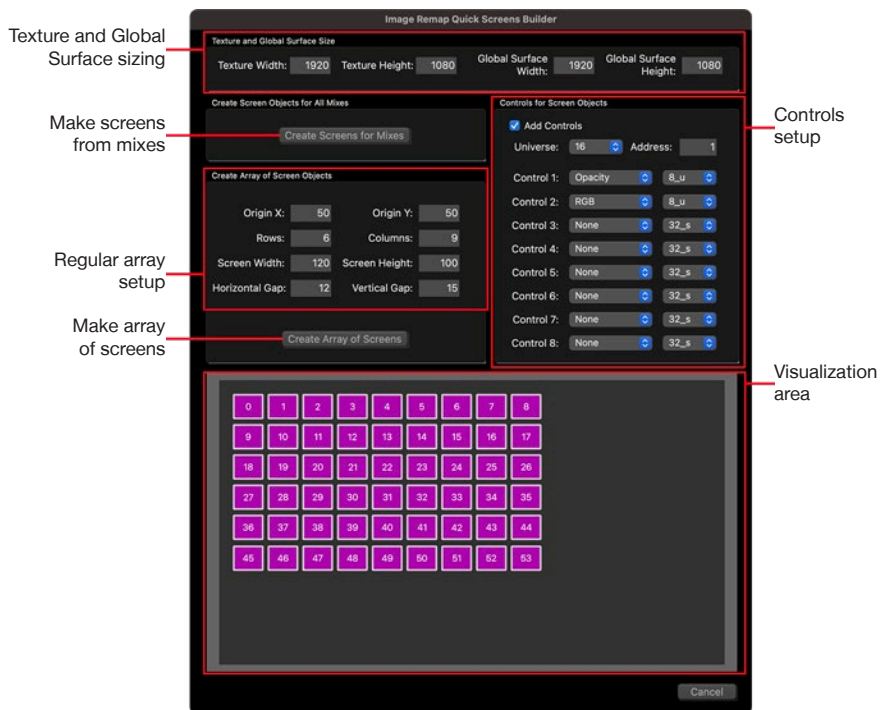 Image Remap Quick Screens Builder
Texture and Global
Surface sizing
Texture and Global Surface Size
Texture Width: 1920 Texture Height: 1080 Global Surface Width: 1920 Global Surface Height: 1080
Make screens
from mixes
Create Screen Objects for All Mixes
Create Screens for Mixes
Controls for Screen Objects
Add Controls
Universe: 16 Address: 1
Control 1: Opacity 8_u
Control 2: RGB 8_u
Control 3: None 32_s
Control 4: None 32_s
Control 5: None 32_s
Control 6: None 32_s
Control 7: None 32_s
Control 8: None 32_s
Controls
setup
Regular array
setup
Create Array of Screen Objects
Origin X: 50 Origin Y: 50
Rows: 6 Columns: 9
Screen Width: 120 Screen Height: 100
Horizontal Gap: 12 Vertical Gap: 15
Make array
of screens
Create Array of Screens
Visualization
area
0 1 2 3 4 5 6 7 8
9 10 11 12 13 14 15 16 17
18 19 20 21 22 23 24 25 26
27 28 29 30 31 32 33 34 35
36 37 38 39 40 41 42 43 44
45 46 47 48 49 50 51 52 53
Cancel